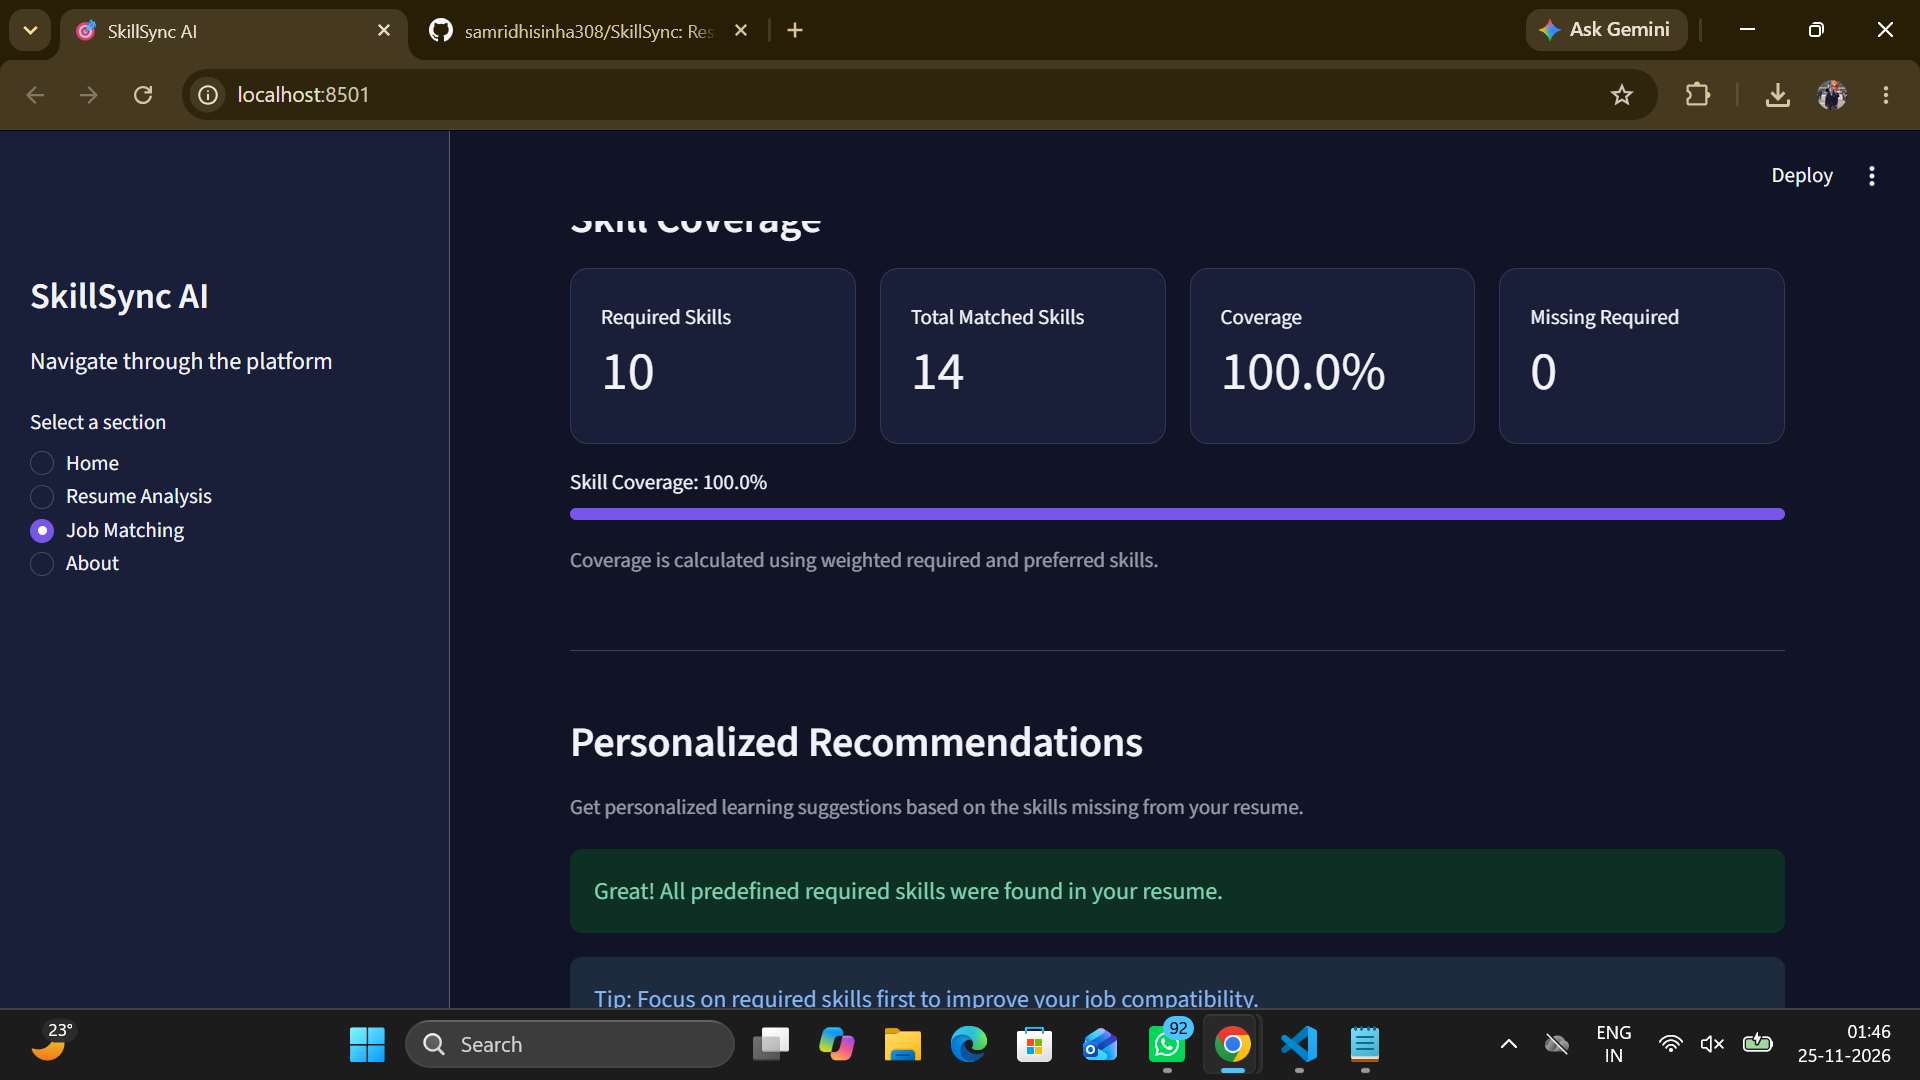 SkillSync AI
samridhisinha308/SkillSync: Res
Ask Gemini
localhost:8501
Deploy
SkillSync AI
Navigate through the platform
Select a section
Home
Resume Analysis
Job Matching
About
Skill Coverage
Required Skills
10
Total Matched Skills
14
Coverage
100.0%
Missing Required
0
Skill Coverage: 100.0%
Coverage is calculated using weighted required and preferred skills.
Personalized Recommendations
Get personalized learning suggestions based on the skills missing from your resume.
Great! All predefined required skills were found in your resume.
Tip: Focus on required skills first to improve your job compatibility.
23°
Search
92
ENG
IN
01:46
25-11-2026